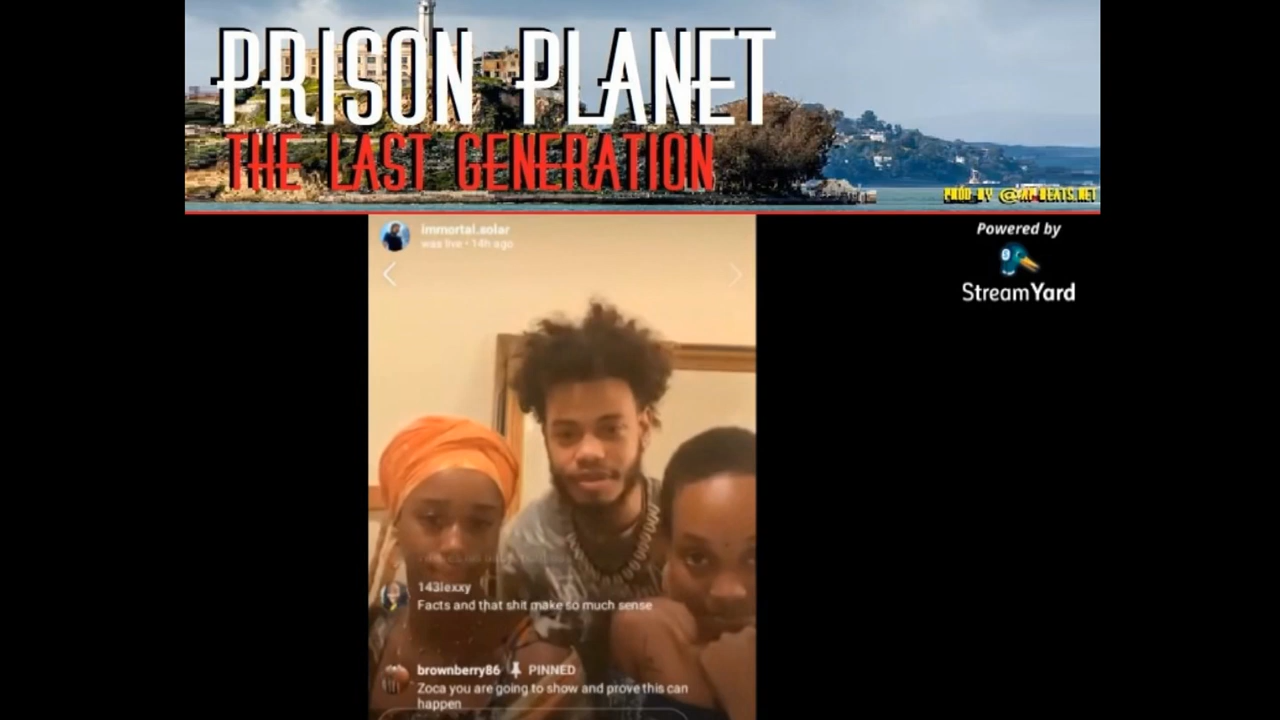 PRISON PLANET
THE LAST GENERATION
Powered by
StreamYard
immortal.solar
was live • 14h ago
143lexxy
Facts and that shit make so much sense
brownberry86 PINNED
Zoca you are going to show and prove this can
happen